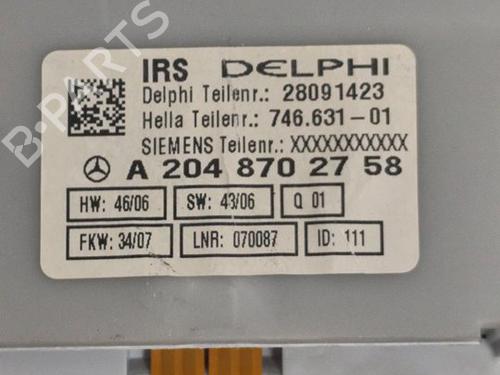 IRS DELPHI
Delphi Teilenr.: 28091423
Hella Teilenr.: 746.631-01
SIEMENS Teilenr.: XXXXXXXXXXX
A 204 870 27 58
HW: 46/06 SW: 43/06 Q 01
FKW: 34/07 LNR: 070087 ID: 111
B-PARTS